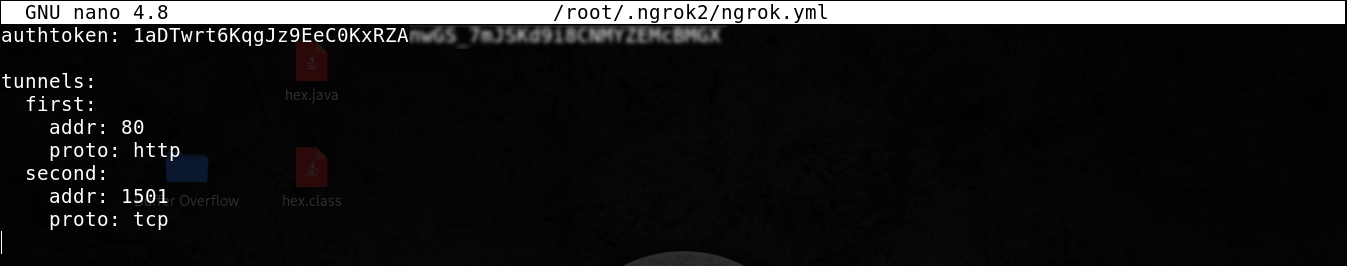 GNU nano 4.8 /root/.ngrok2/ngrok.yml
authtoken: 1aDTwrt6KqgJz9EeC0KxRZA
tunnels:
  first:
    addr: 80
    proto: http
  second:
    addr: 1501
    proto: tcp
hex.java
Overflow
hex.class